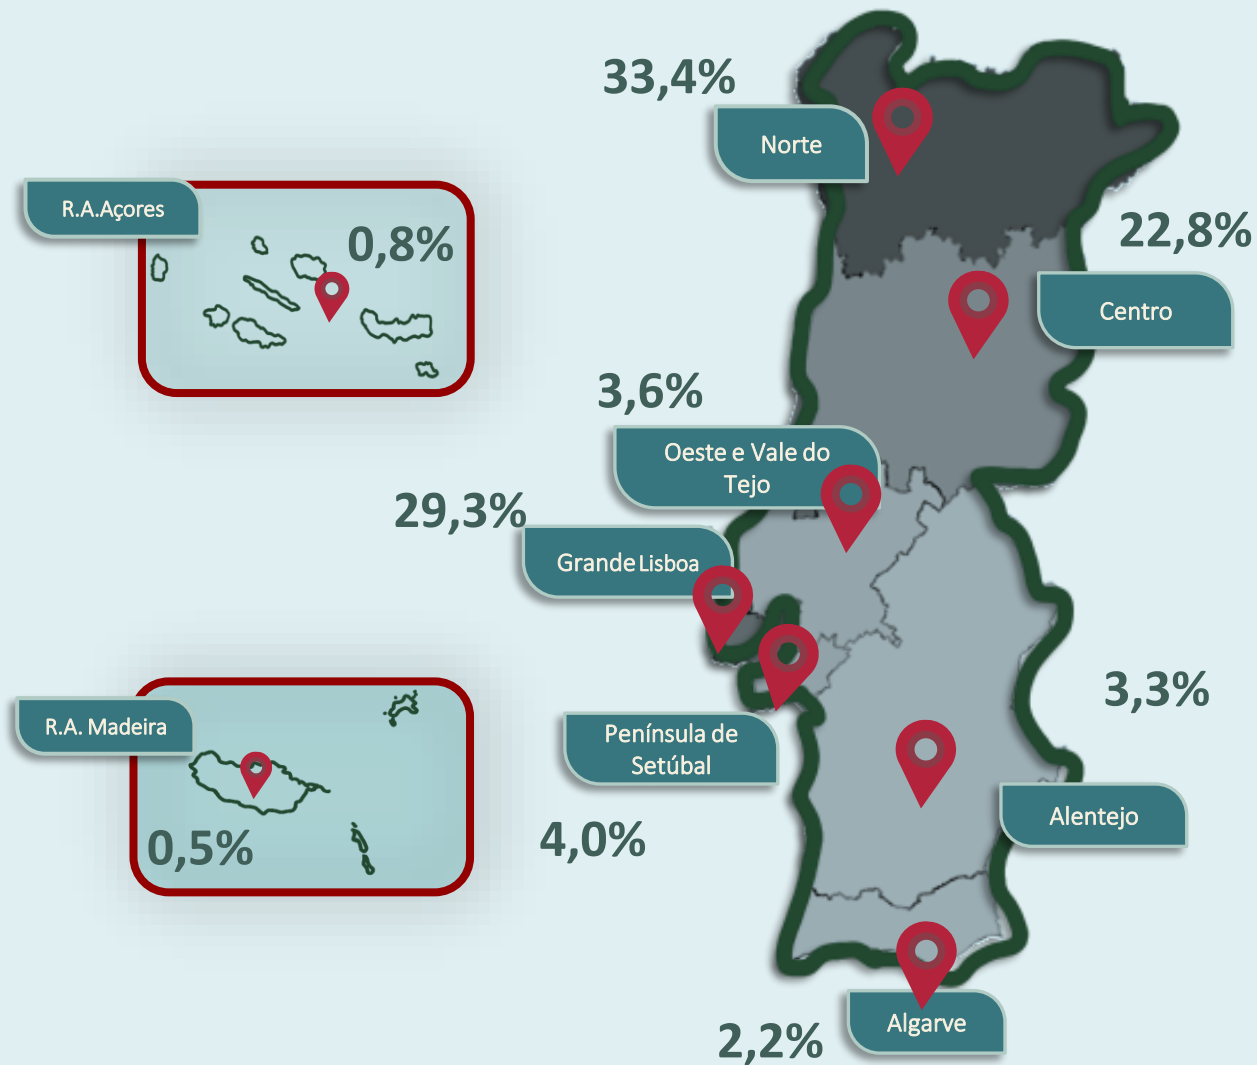 33,4%
Norte
R.A.Açores
0,8%
22,8%
Centro
3,6%
Oeste e Vale do
Tejo
29,3%
Grande Lisboa
R.A. Madeira
0,5%
Península de
Setúbal
4,0%
3,3%
Alentejo
Algarve
2,2%